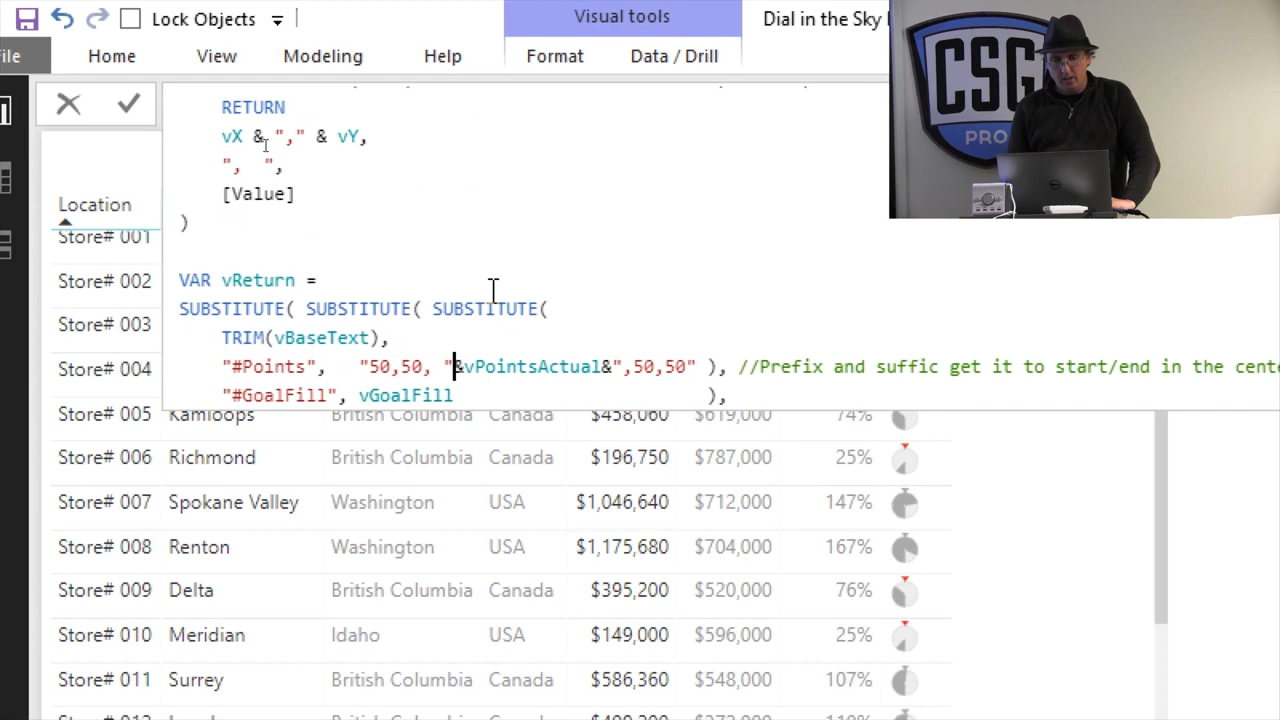 Lock Objects
Visual tools
Dial in the Sky
File
Home
View
Modeling
Help
Format
Data / Drill
CSG
PRO
RETURN
vX & "," & vY,
",  ",
[Value]
)
VAR vReturn =
SUBSTITUTE( SUBSTITUTE( SUBSTITUTE(
TRIM(vBaseText),
"#Points", "50,50, "&vPointsActual&",50,50" ), //Prefix and suffic get it to start/end in the cente
"#GoalFill", vGoalFill ),
Location
Store# 001
Store# 002
Store# 003
Store# 004
Store# 005 Kamloops British Columbia Canada $458,060 $619,000 74%
Store# 006 Richmond British Columbia Canada $196,750 $787,000 25%
Store# 007 Spokane Valley Washington USA $1,046,640 $712,000 147%
Store# 008 Renton Washington USA $1,175,680 $704,000 167%
Store# 009 Delta British Columbia Canada $395,200 $520,000 76%
Store# 010 Meridian Idaho USA $149,000 $596,000 25%
Store# 011 Surrey British Columbia Canada $586,360 $548,000 107%